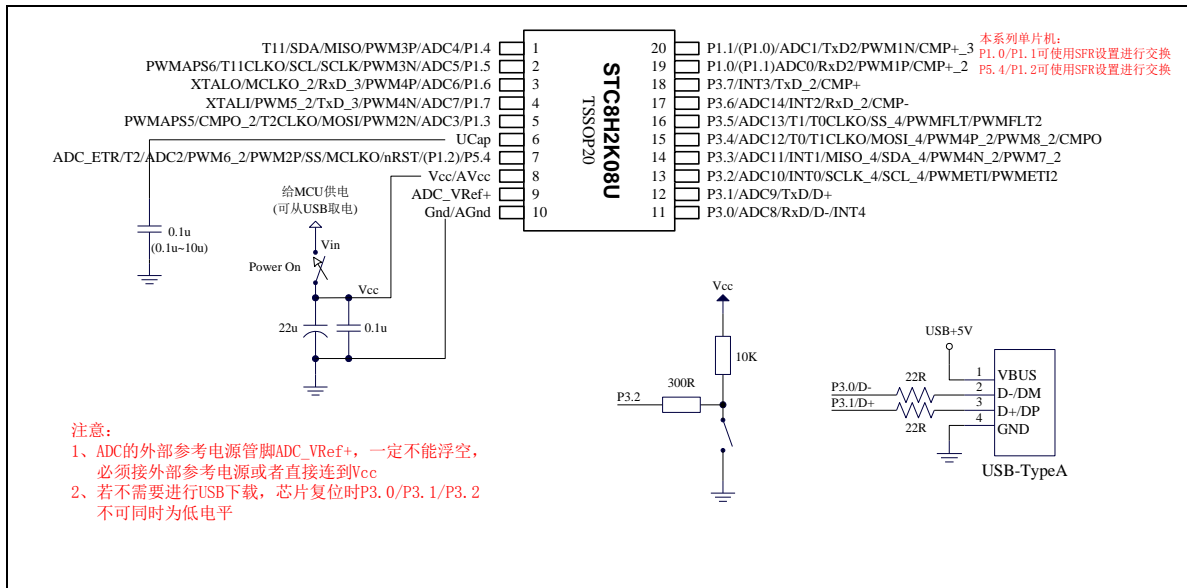 T11/SDA/MISO/PWM3P/ADC4/P1.4
PWMAPS6/T11CLKO/SCL/SCLK/PWM3N/ADC5/P1.5
XTALO/MCLKO_2/RxD_3/PWM4P/ADC6/P1.6
XTALI/PWM5_2/TxD_3/PWM4N/ADC7/P1.7
PWMAPS5/CMPO_2/T2CLKO/MOSI/PWM2N/ADC3/P1.3
UCap
ADC_ETR/T2/ADC2/PWM6_2/PWM2P/SS/MCLKO/nRST/(P1.2)/P5.4
Vcc/AVcc
ADC_VRef+
Gnd/AGnd
1
2
3
4
5
6
7
8
9
10
STC8H2K08U
TSSOP20
20
19
18
17
16
15
14
13
12
11
P1.1/(P1.0)/ADC1/TxD2/PWM1N/CMP+_3
P1.0/(P1.1)ADC0/RxD2/PWM1P/CMP+_2
P3.7/INT3/TxD_2/CMP+
P3.6/ADC14/INT2/RxD_2/CMP-
P3.5/ADC13/T1/T0CLKO/SS_4/PWMFLT/PWMFLT2
P3.4/ADC12/T0/T1CLKO/MOSI_4/PWM4P_2/PWM8_2/CMPO
P3.3/ADC11/INT1/MISO_4/SDA_4/PWM4N_2/PWM7_2
P3.2/ADC10/INT0/SCLK_4/SCL_4/PWMETI/PWMETI2
P3.1/ADC9/TxD/D+
P3.0/ADC8/RxD/D-/INT4
本系列单片机：
P1.0/P1.1可使用SFR设置进行交换
P5.4/P1.2可使用SFR设置进行交换
给MCU供电
(可从USB取电)
0.1u
(0.1u~10u)
Vin
Power On
Vcc
22u
0.1u
Vcc
10K
300R
P3.2
USB+5V
P3.0/D-
P3.1/D+
22R
22R
1
2
3
4
VBUS
D-/DM
D+/DP
GND
USB-TypeA
注意：
1、ADC的外部参考电源管脚ADC_VRef+，一定不能浮空，
必须接外部参考电源或者直接连到Vcc
2、若不需要进行USB下载，芯片复位时P3.0/P3.1/P3.2
不可同时为低电平